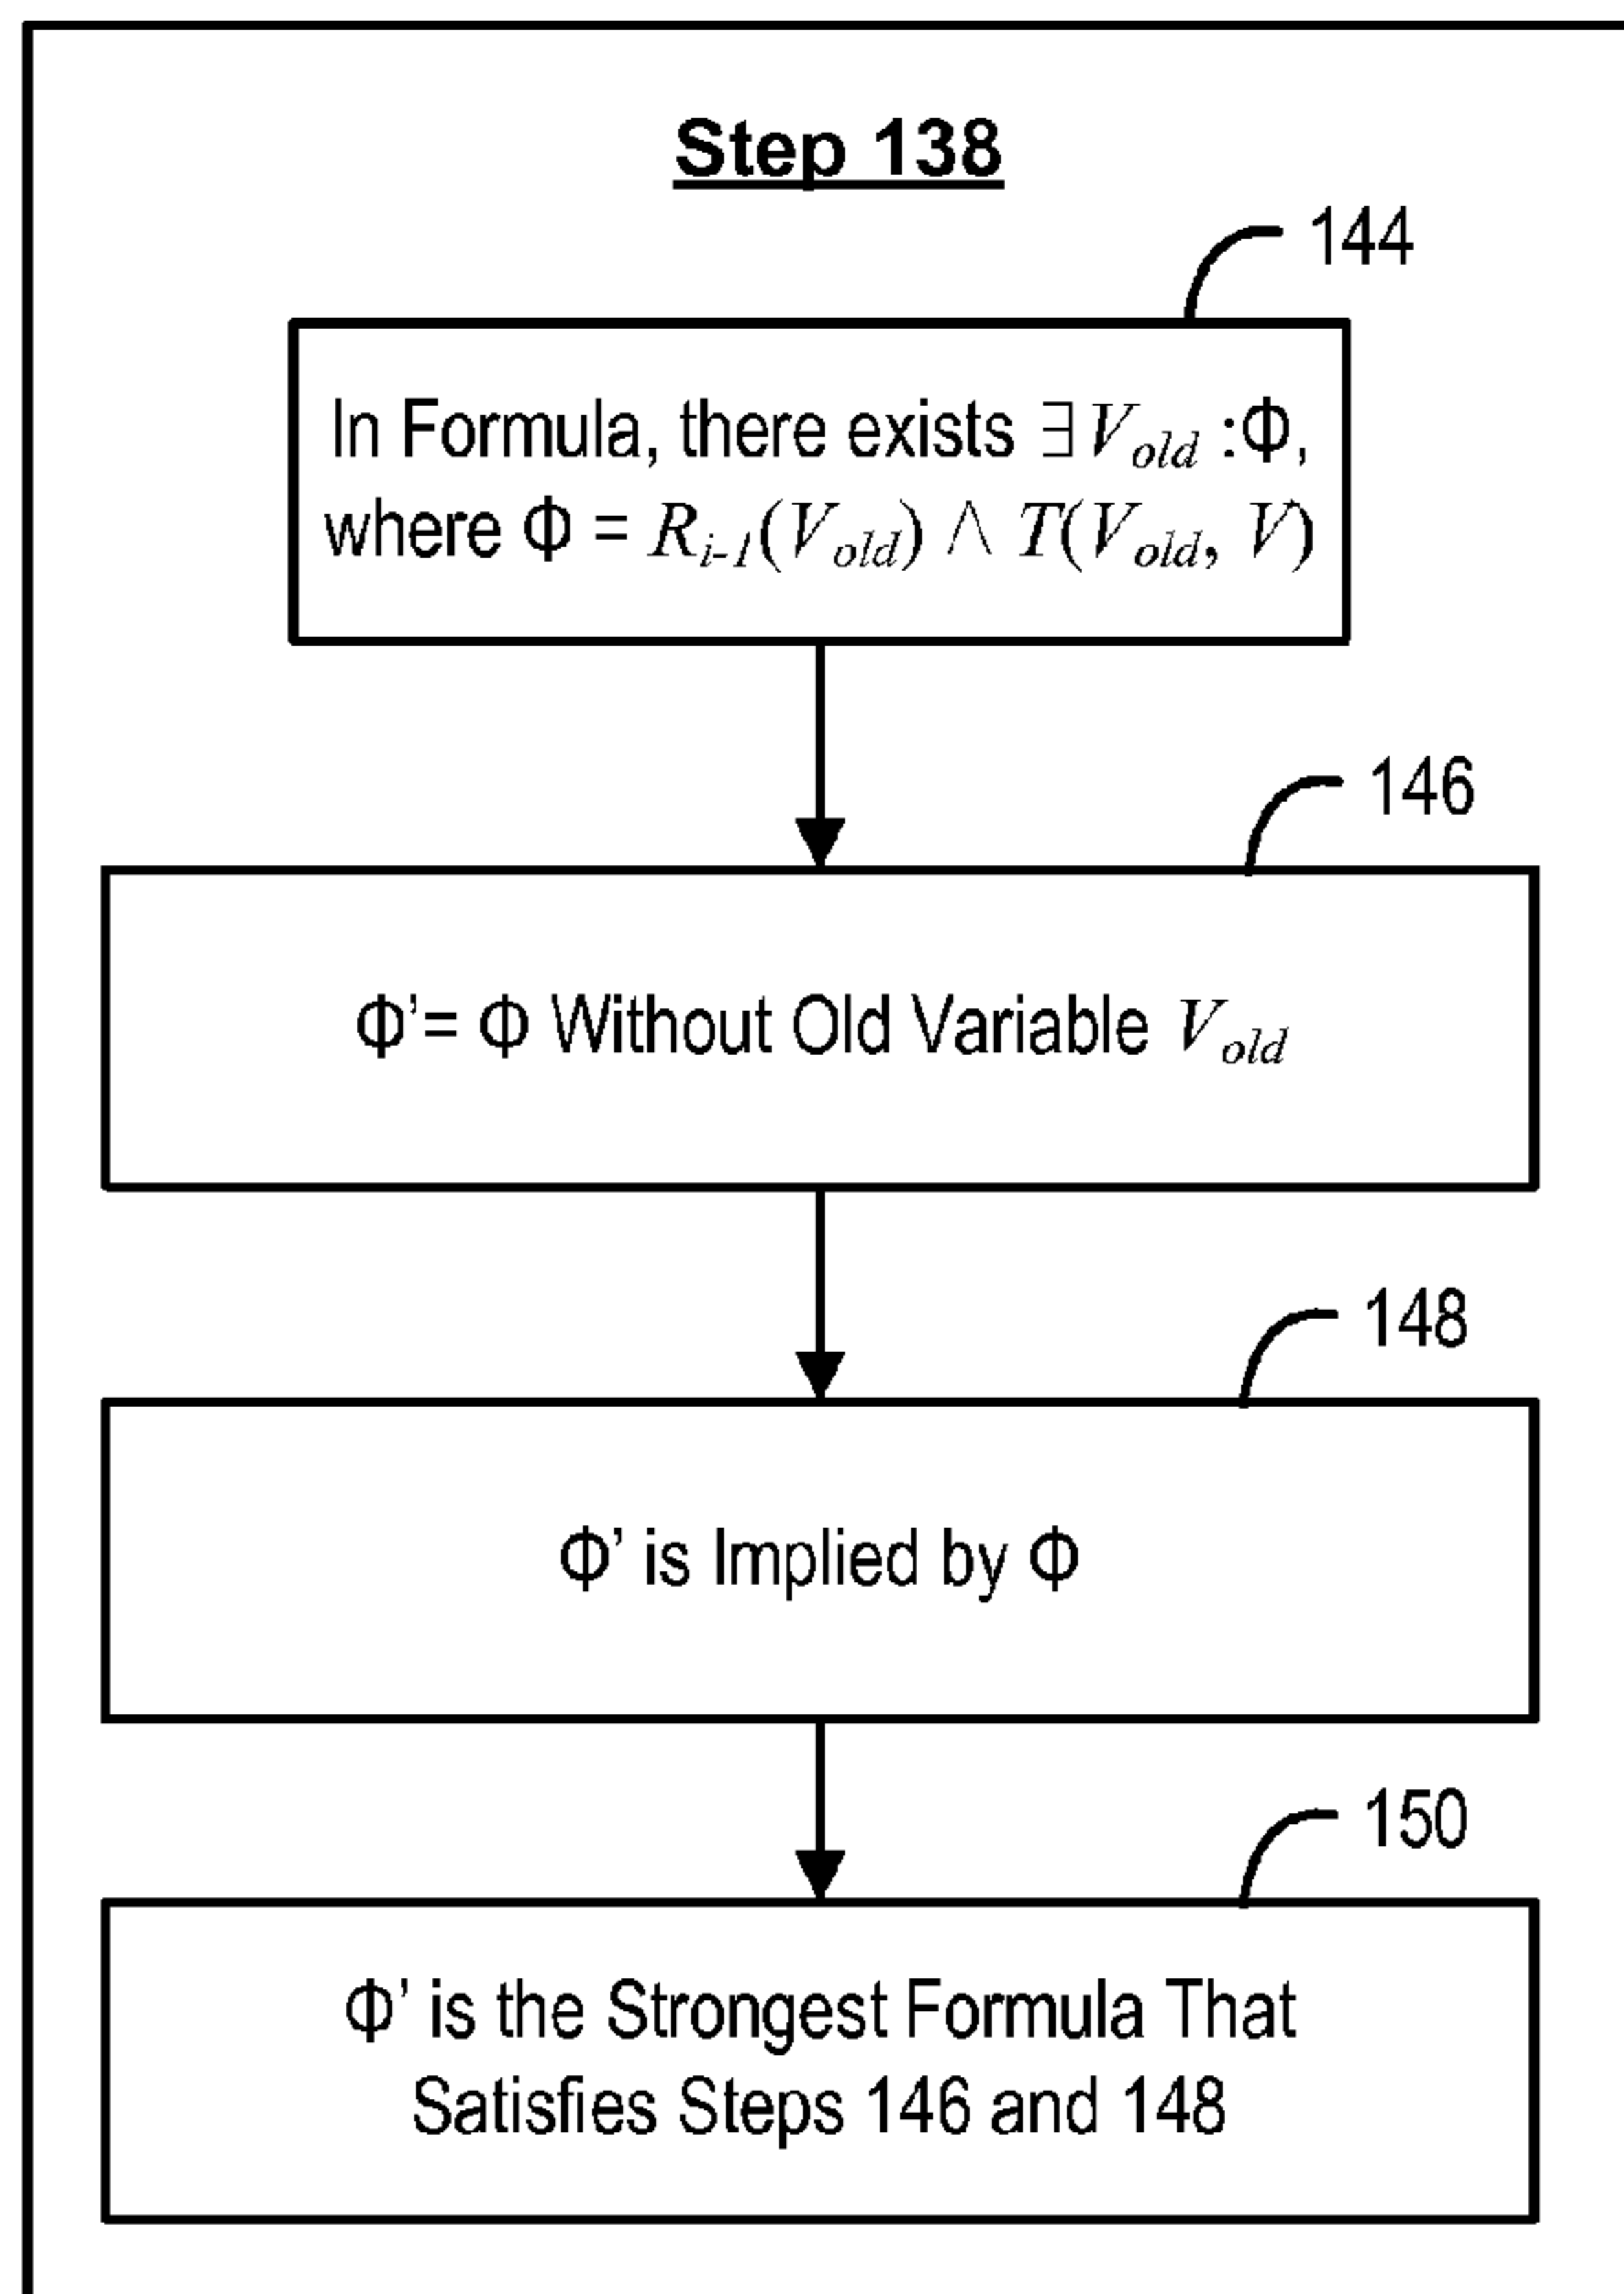 Step 138
144
In Formula, there exists ∃ V_old :Φ,
where Φ = R_i-1(V_old) ∧ T(V_old, V)
146
Φ’= Φ Without Old Variable V_old
148
Φ’ is Implied by Φ
150
Φ’ is the Strongest Formula That
Satisfies Steps 146 and 148